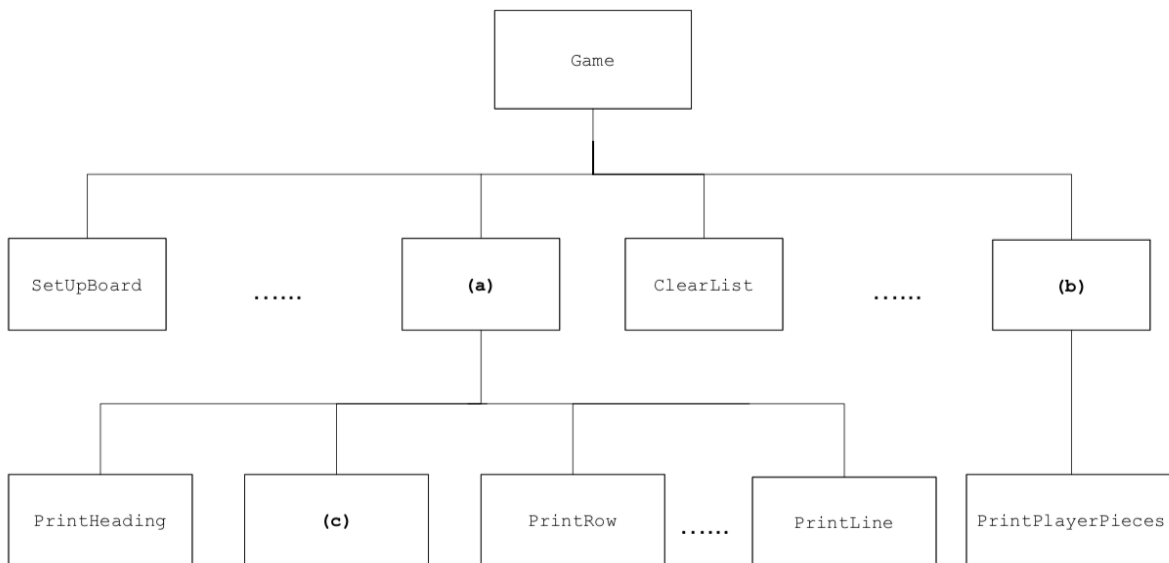 Game
SetUpBoard
......
(a)
ClearList
......
(b)
PrintHeading
(c)
PrintRow
......
PrintLine
PrintPlayerPieces